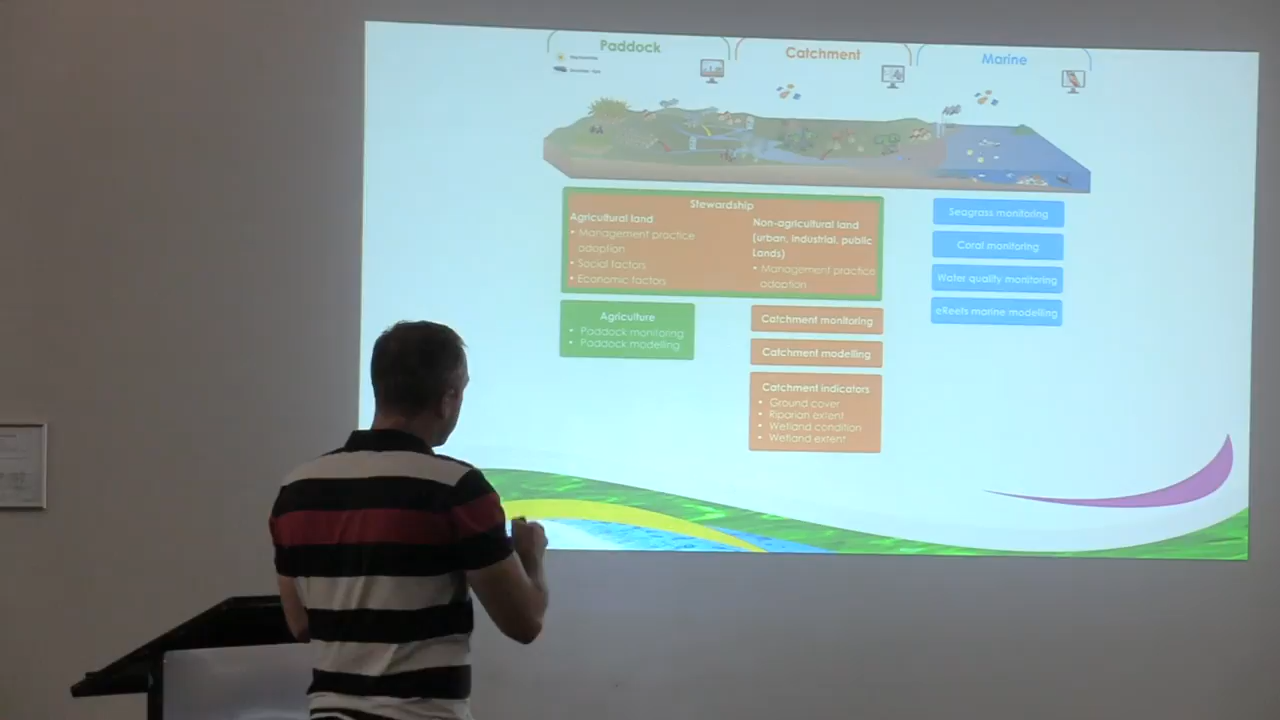 Paddock
Catchment
Marine
Stewardship
Agricultural land
• Management practice
adoption
• Social factors
• Economic factors
Non-agricultural land
(urban, industrial, public
lands)
• Management practice
adoption
Agriculture
• Paddock monitoring
• Paddock modelling
Catchment monitoring
Catchment modelling
Catchment indicators
• Ground cover
• Riparian extent
• Wetland condition
• Wetland extent
Seagrass monitoring
Coral monitoring
Water quality monitoring
eReefs marine modelling